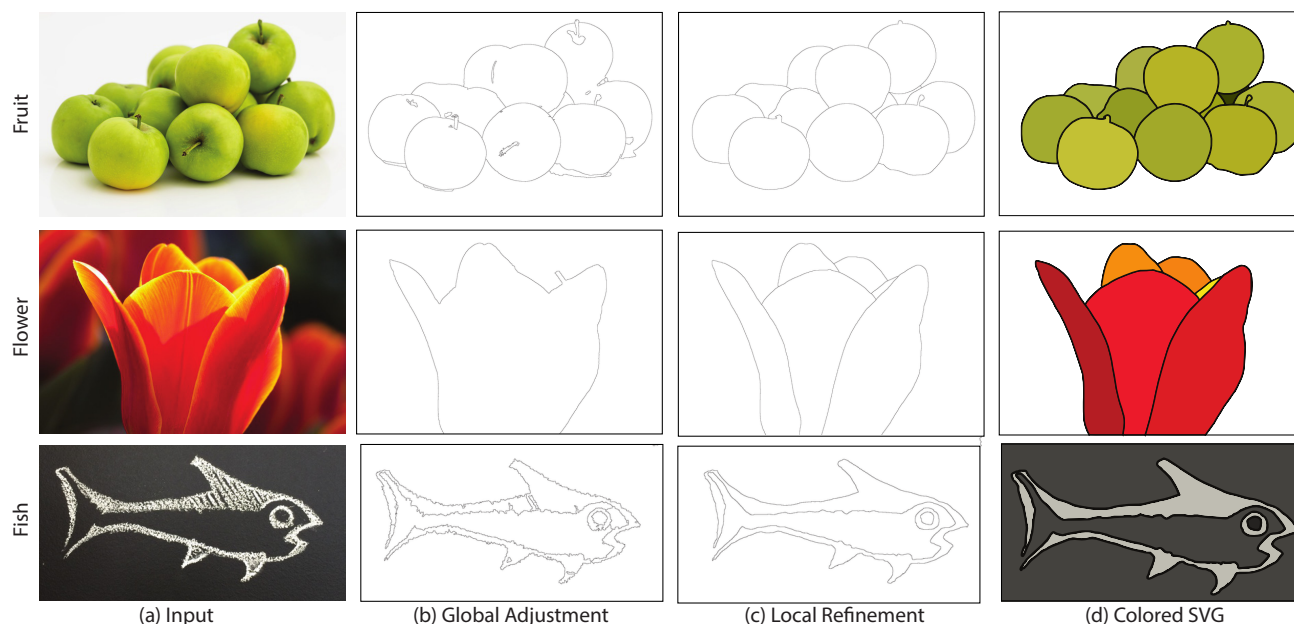 Fruit
Flower
Fish
(a) Input
(b) Global Adjustment
(c) Local Refinement
(d) Colored SVG